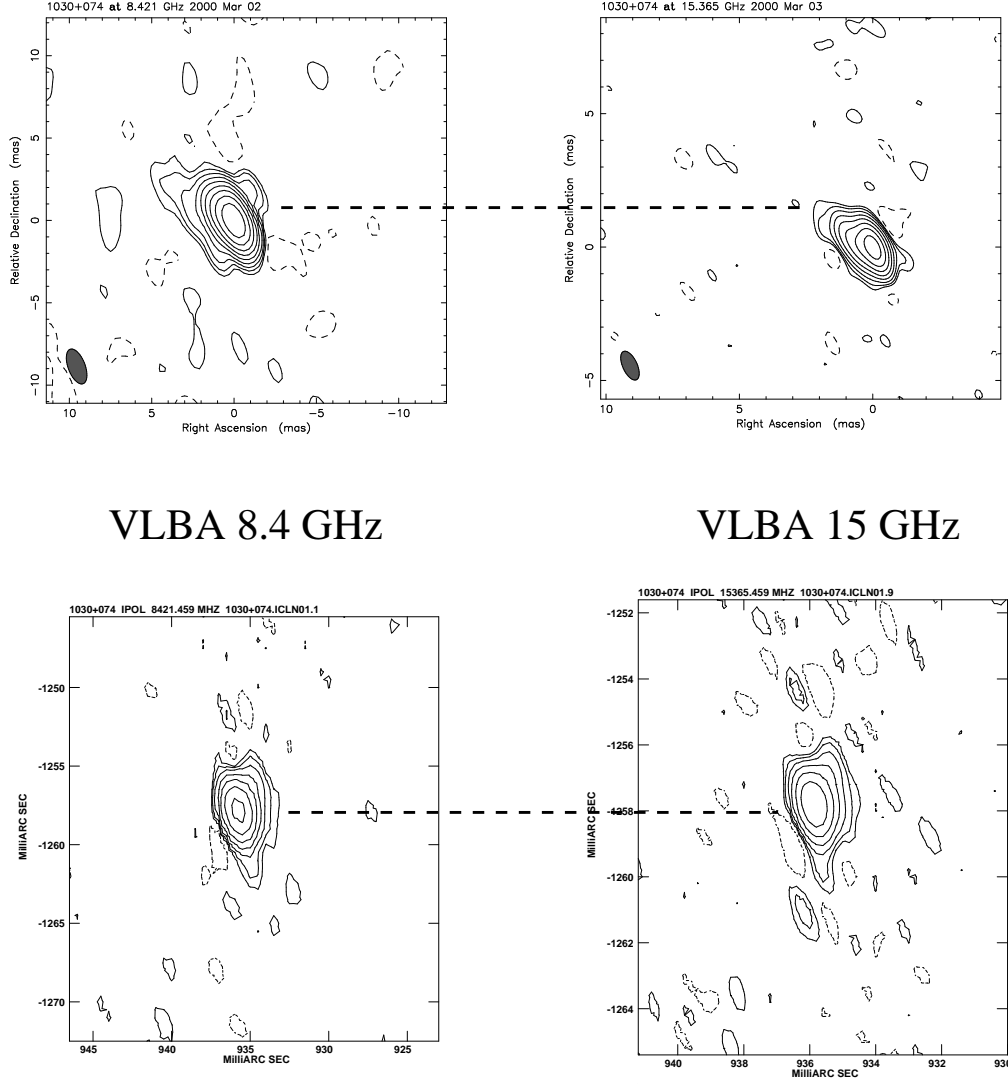 1030+074 at 8.421 GHz 2000 Mar 02
10
5
0
−5
−10
Relative Declination (mas)
10 5 0 −5 −10
Right Ascension (mas)
1030+074 at 15.365 GHz 2000 Mar 03
5
0
−5
Relative Declination (mas)
10 5 0
Right Ascension (mas)
VLBA 8.4 GHz
VLBA 15 GHz
1030+074 IPOL 8421.459 MHZ 1030+074.ICLN01.1
-1250
-1255
-1260
-1265
-1270
MilliARC SEC
945 940 935 930 925
MilliARC SEC
1030+074 IPOL 15365.459 MHZ 1030+074.ICLN01.9
-1252
-1254
-1256
-1258
-1260
-1262
-1264
MilliARC SEC
940 938 936 934 932 930
MilliARC SEC